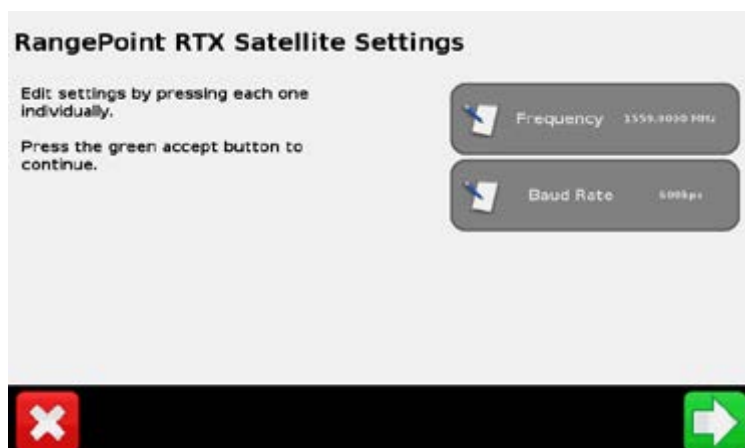 RangePoint RTX Satellite Settings
Edit settings by pressing each one
individually.
Press the green accept button to
continue.
Frequency
Baud Rate